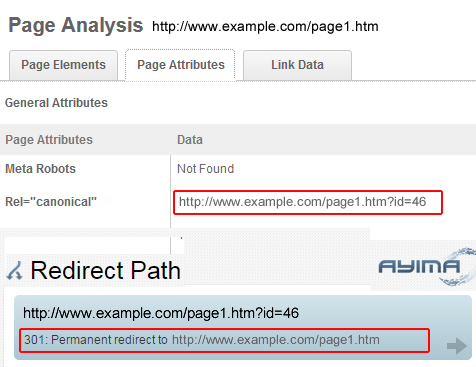 Page Analysis http://www.example.com/page1.htm
Page Elements Page Attributes Link Data
General Attributes
Page Attributes Data
Meta Robots Not Found
Rel="canonical" http://www.example.com/page1.htm?id=46
Redirect Path AYIMA
http://www.example.com/page1.htm?id=46
301: Permanent redirect to http://www.example.com/page1.htm